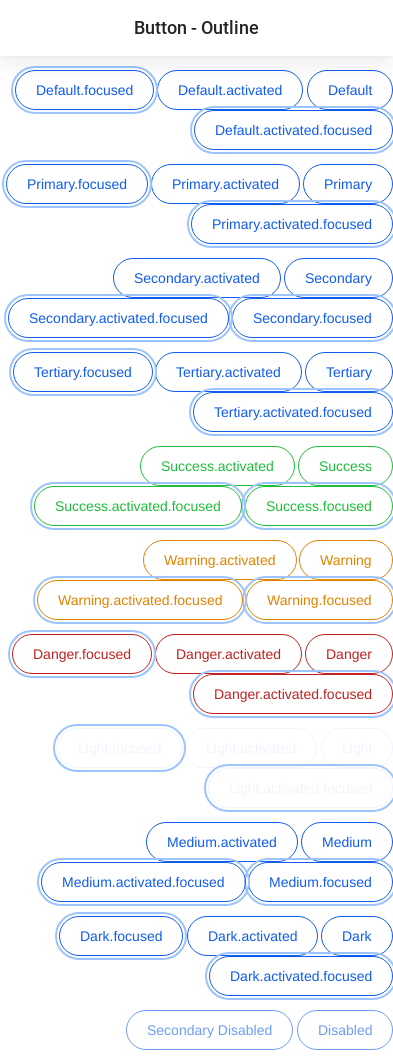 Button - Outline
Default.focused Default.activated Default
Default.activated.focused
Primary.focused Primary.activated Primary
Primary.activated.focused
Secondary.activated Secondary
Secondary.activated.focused Secondary.focused
Tertiary.focused Tertiary.activated Tertiary
Tertiary.activated.focused
Success.activated Success
Success.activated.focused Success.focused
Warning.activated Warning
Warning.activated.focused Warning.focused
Danger.focused Danger.activated Danger
Danger.activated.focused
Light.focused Light.activated Light
Light.activated.focused
Medium.activated Medium
Medium.activated.focused Medium.focused
Dark.focused Dark.activated Dark
Dark.activated.focused
Secondary Disabled Disabled